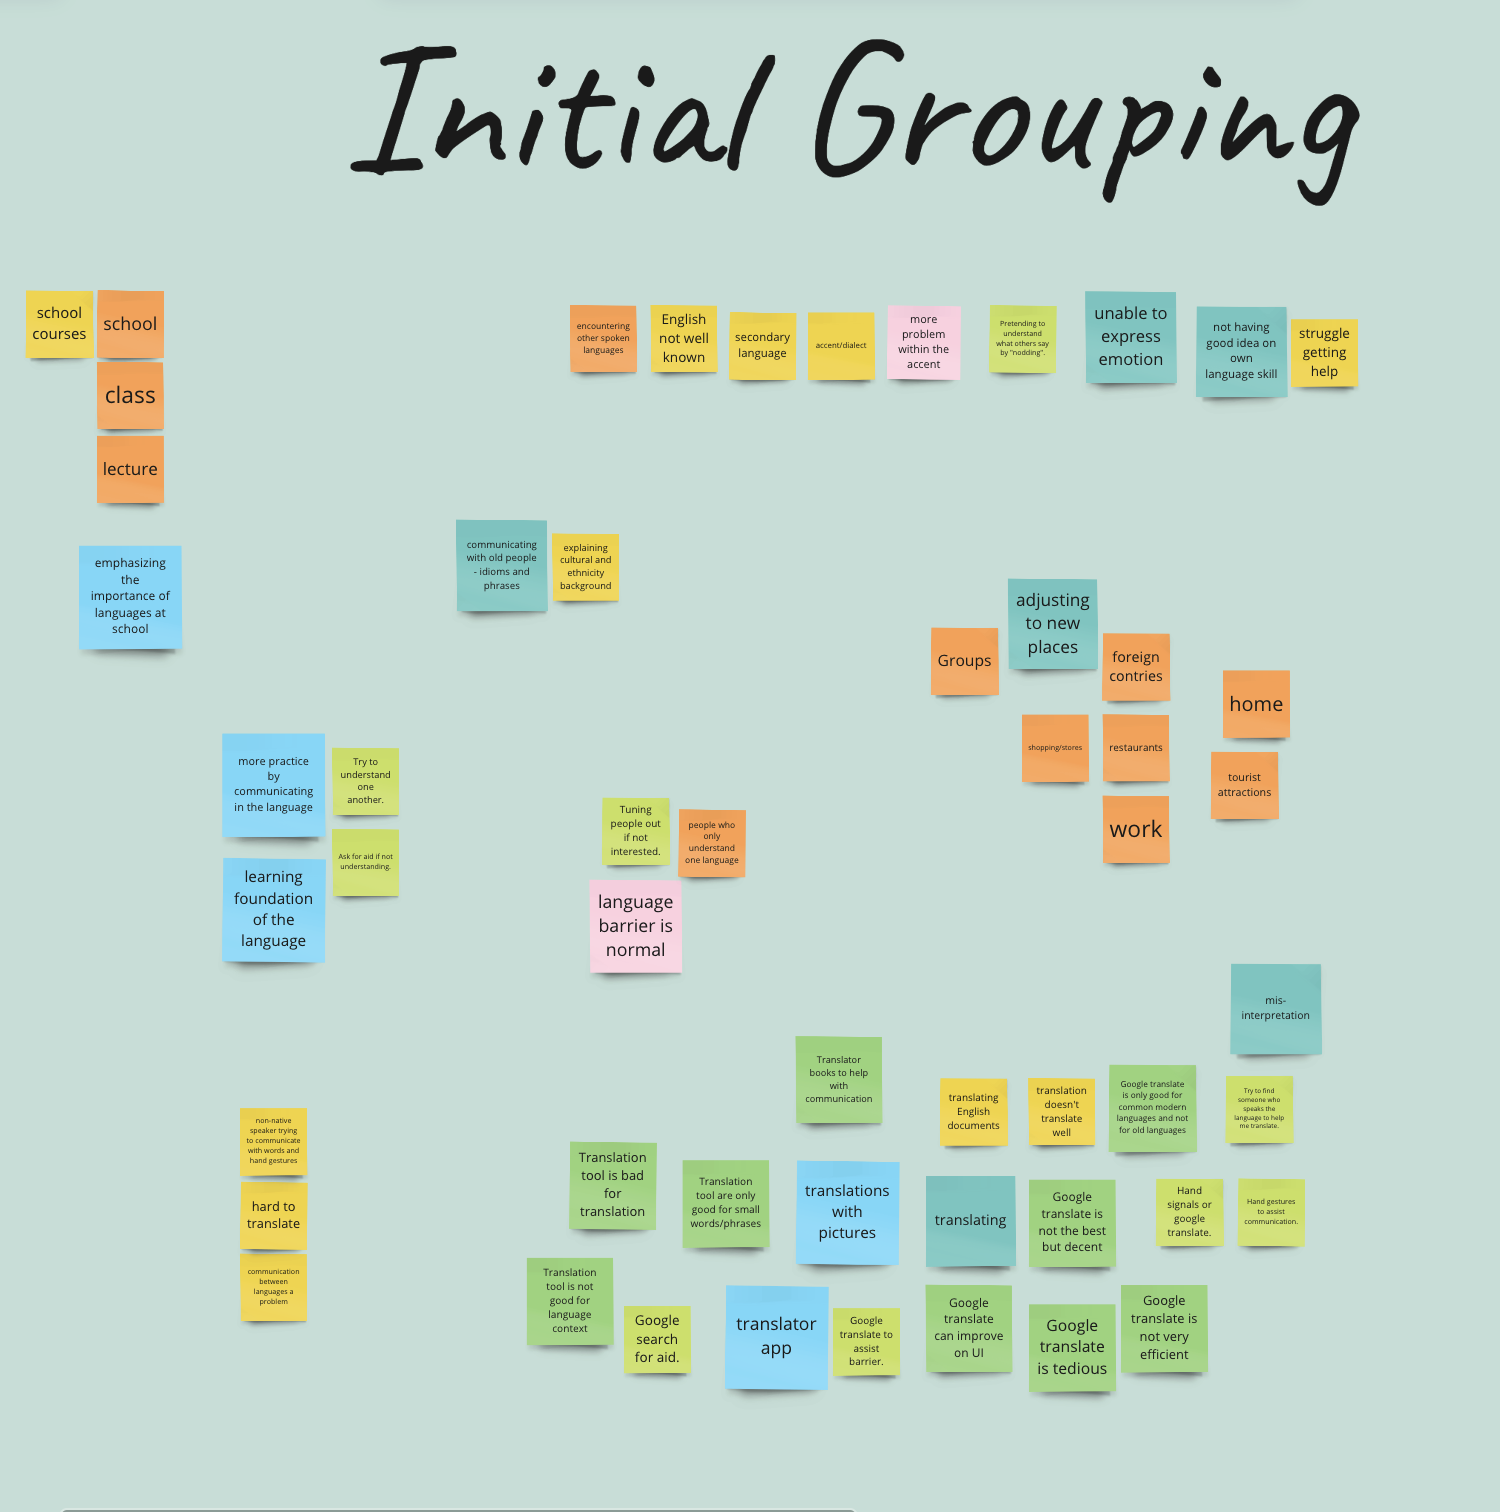 Initial Grouping
school
courses
school
class
lecture
emphasizing
the
importance of
languages at
school
encountering
other spoken
languages
English
not well
known
secondary
language
accent/dialect
more
problem
within the
accent
Pretending to
understand
what others say
by "nodding".
unable to
express
emotion
not having
good idea on
own
language skill
struggle
getting
help
communicating
with old people
- idioms and
phrases
explaining
cultural and
ethnicity
background
Groups
adjusting
to new
places
foreign
contries
home
shopping/stores
restaurants
tourist
attractions
work
more practice
by
communicating
in the language
Try to
understand
one
another.
Ask for aid if not
understanding.
learning
foundation
of the
language
Tuning
people out
if not
interested.
people who
only
understand
one language
language
barrier is
normal
non-native
speaker trying
to communicate
with words and
hand gestures
hard to
translate
communication
between
languages a
problem
mis-
interpretation
Translator
books to help
with
communication
translating
English
documents
translation
doesn't
translate
well
Google translate
is only good for
common modern
languages and not
for old languages
Try to find
someone who
speaks the
language to help
me translate.
Translation
tool is bad
for
translation
Translation
tool are only
good for small
words/phrases
translations
with
pictures
translating
Google
translate is
not the best
but decent
Hand
signals or
google
translate.
Hand gestures
to assist
communication.
Translation
tool is not
good for
language
context
Google
search
for aid.
translator
app
Google
translate to
assist
barrier.
Google
translate
can improve
on UI
Google
translate
is tedious
Google
translate is
not very
efficient